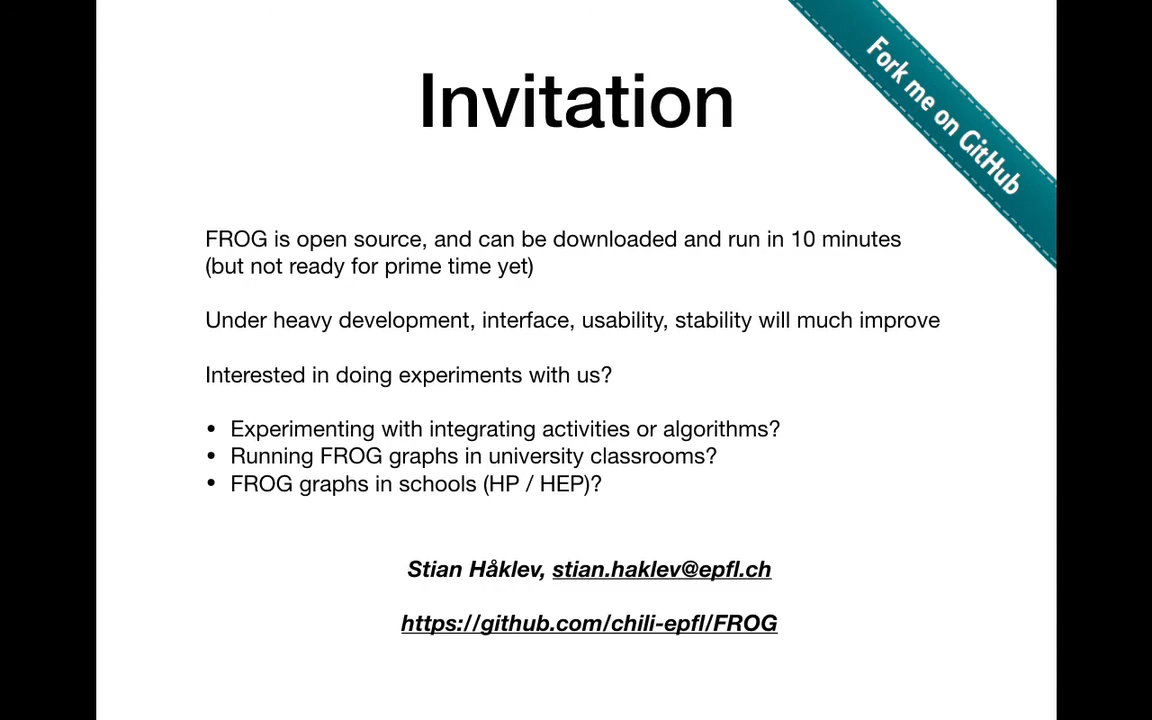 Invitation
Fork me on GitHub
FROG is open source, and can be downloaded and run in 10 minutes
(but not ready for prime time yet)
Under heavy development, interface, usability, stability will much improve
Interested in doing experiments with us?
• Experimenting with integrating activities or algorithms?
• Running FROG graphs in university classrooms?
• FROG graphs in schools (HP / HEP)?
Stian Håklev, stian.haklev@epfl.ch
https://github.com/chili-epfl/FROG